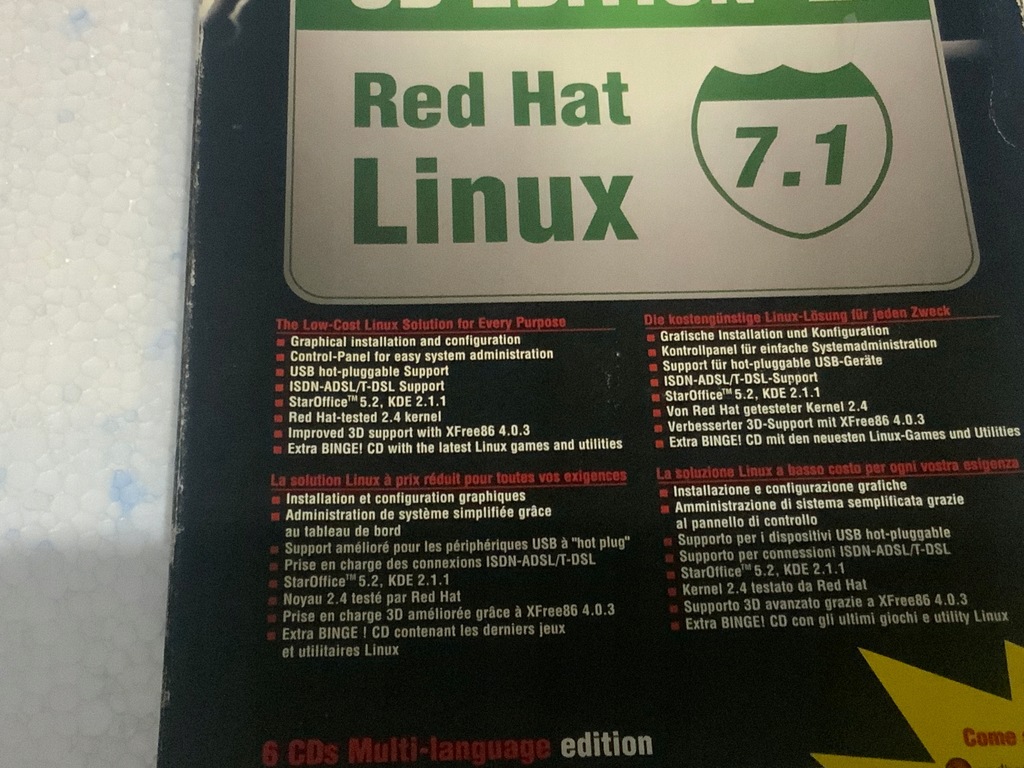 CD EDITION
Red Hat
Linux
7.1
The Low-Cost Linux Solution for Every Purpose
Graphical installation and configuration
Control-Panel for easy system administration
USB hot-pluggable Support
ISDN-ADSL/T-DSL Support
StarOffice™ 5.2, KDE 2.1.1
Red Hat-tested 2.4 kernel
Improved 3D support with XFree86 4.0.3
Extra BINGE! CD with the latest Linux games and utilities
Die kostengünstige Linux-Lösung für jeden Zweck
Grafische Installation und Konfiguration
Kontrollpanel für einfache Systemadministration
Support für hot-pluggable USB-Geräte
ISDN-ADSL/T-DSL-Support
StarOffice™ 5.2, KDE 2.1.1
Von Red Hat getesteter Kernel 2.4
Verbesserter 3D-Support mit XFree86 4.0.3
Extra BINGE! CD mit den neuesten Linux-Games und Utilities
La solution Linux à prix réduit pour toutes vos exigences
Installation et configuration graphiques
Administration de système simplifiée grâce
au tableau de bord
Support amélioré pour les périphériques USB à "hot plug"
Prise en charge des connexions ISDN-ADSL/T-DSL
StarOffice™ 5.2, KDE 2.1.1
Noyau 2.4 testé par Red Hat
Prise en charge 3D améliorée grâce à XFree86 4.0.3
Extra BINGE ! CD contenant les derniers jeux
et utilitaires Linux
La soluzione Linux a basso costo per ogni vostra esigenza
Installazione e configurazione grafiche
Amministrazione di sistema semplificata grazie
al pannello di controllo
Supporto per i dispositivi USB hot-pluggable
Supporto per connessioni ISDN-ADSL/T-DSL
StarOffice™ 5.2, KDE 2.1.1
Kernel 2.4 testato da Red Hat
Supporto 3D avanzato grazie a XFree86 4.0.3
Extra BINGE! CD con gli ultimi giochi e utility Linux
6 CDs Multi-language edition
Come